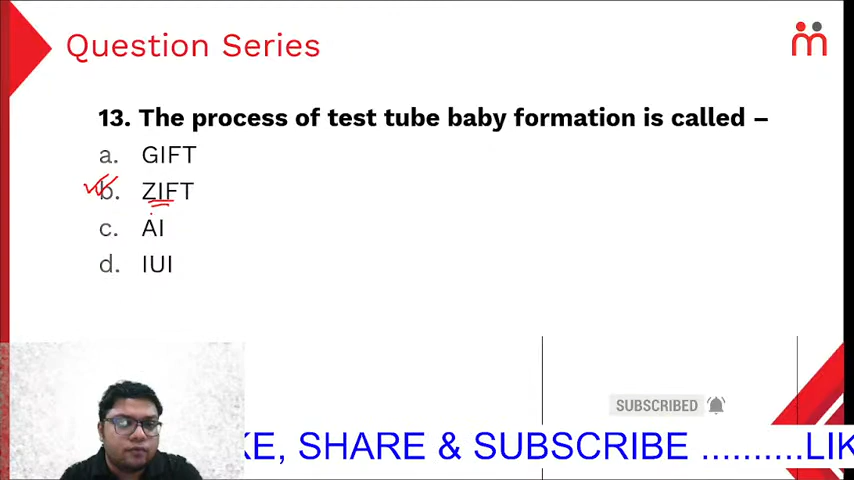 Question Series
13. The process of test tube baby formation is called –
a. GIFT
b. ZIFT
c. AI
d. IUI
SUBSCRIBED
KE, SHARE & SUBSCRIBE ..........LIK